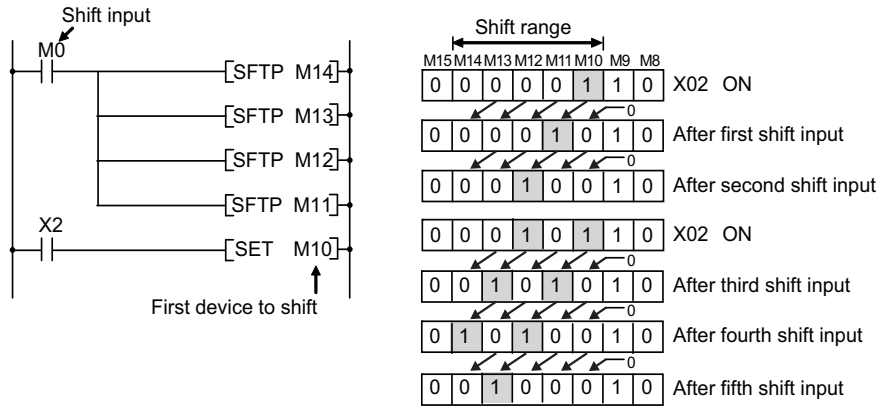 Shift input
M0
SFTP M14
SFTP M13
SFTP M12
SFTP M11
X2
SET M10
First device to shift
Shift range
M15 M14 M13 M12 M11 M10 M9 M8
0 0 0 0 0 1 1 0 X02 ON
0
0 0 0 0 1 0 1 0 After first shift input
0
0 0 0 1 0 0 1 0 After second shift input
0 0 0 1 0 1 1 0 X02 ON
0
0 0 1 0 1 0 1 0 After third shift input
0
0 1 0 1 0 0 1 0 After fourth shift input
0
0 0 1 0 0 0 1 0 After fifth shift input